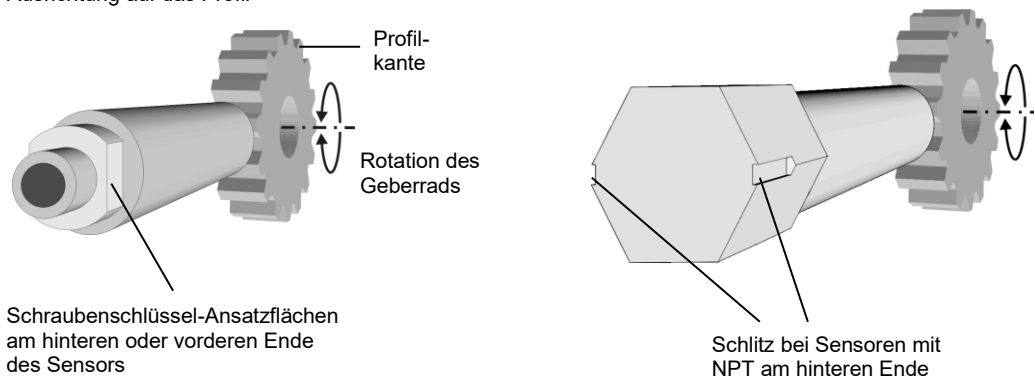 Ausrichtung auf das Profil
Profil-
kante
Rotation des
Geberrads
Schraubenschlüssel-Ansatzflächen
am hinteren oder vorderen Ende
des Sensors
Schlitz bei Sensoren mit
NPT am hinteren Ende